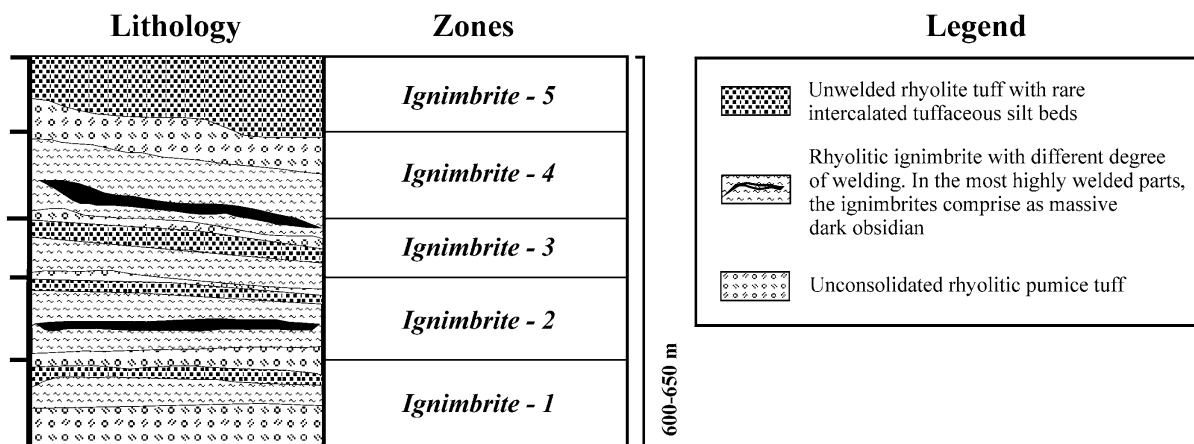 Lithology
Zones
Legend
Ignimbrite - 5
Ignimbrite - 4
Ignimbrite - 3
Ignimbrite - 2
Ignimbrite - 1
600-650 m
Unwelded rhyolite tuff with rare
intercalated tuffaceous silt beds
Rhyolitic ignimbrite with different degree
of welding. In the most highly welded parts,
the ignimbrites comprise as massive
dark obsidian
Unconsolidated rhyolitic pumice tuff